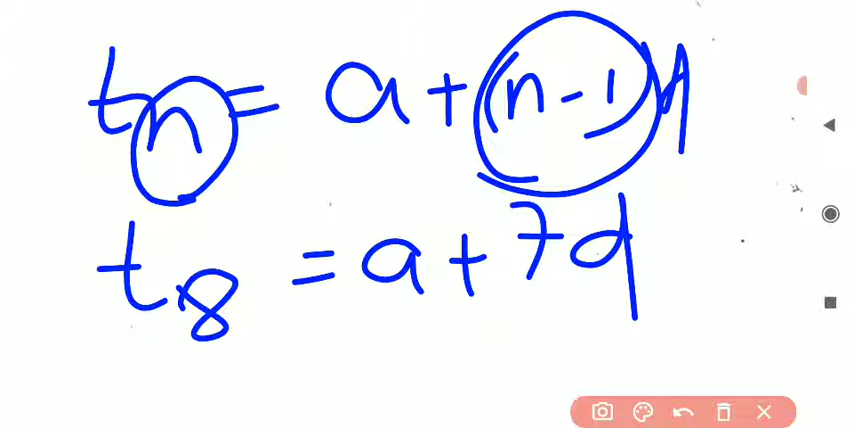 tn = a + (n - 1)d
t8 = a + 7d